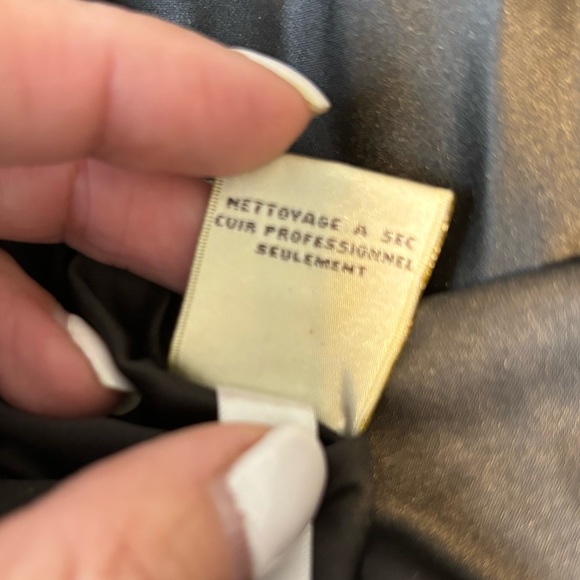 NETTOYAGE A SEC
CUIR PROFESSIONNEL
SEULEMENT